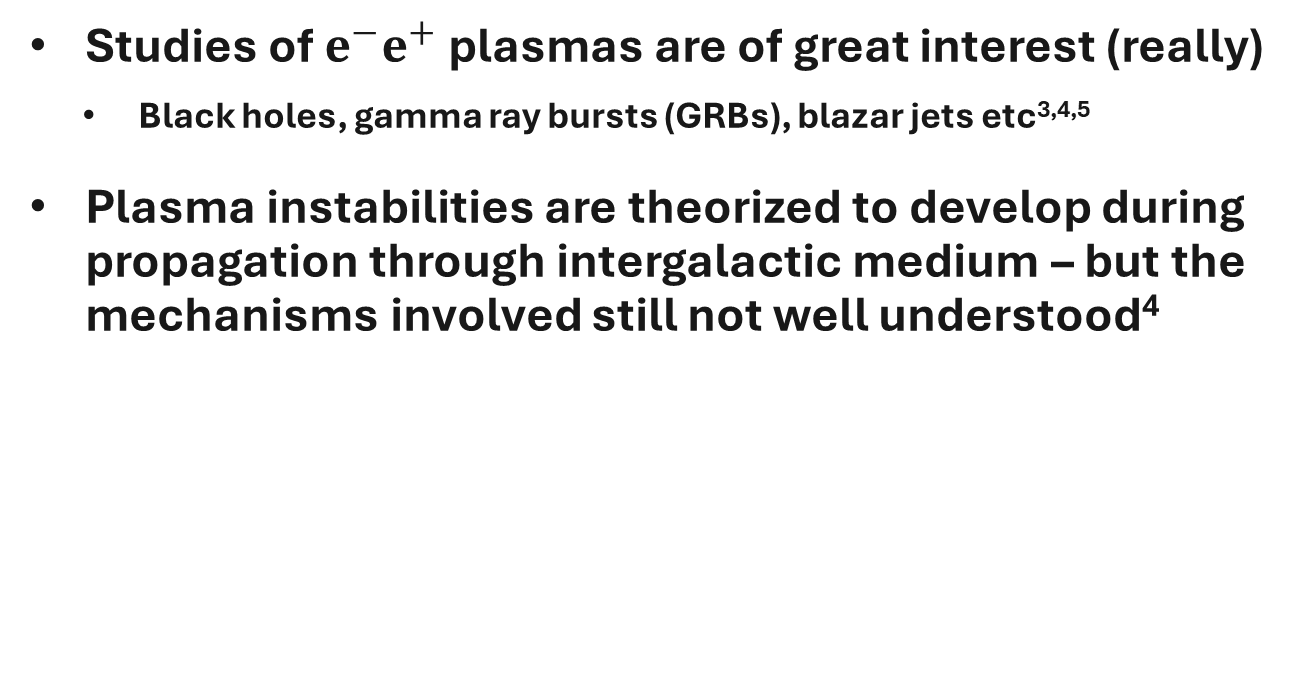 • Studies of e⁻e⁺ plasmas are of great interest (really)
• Black holes, gamma ray bursts (GRBs), blazar jets etc³,⁴,⁵
• Plasma instabilities are theorized to develop during
propagation through intergalactic medium – but the
mechanisms involved still not well understood⁴